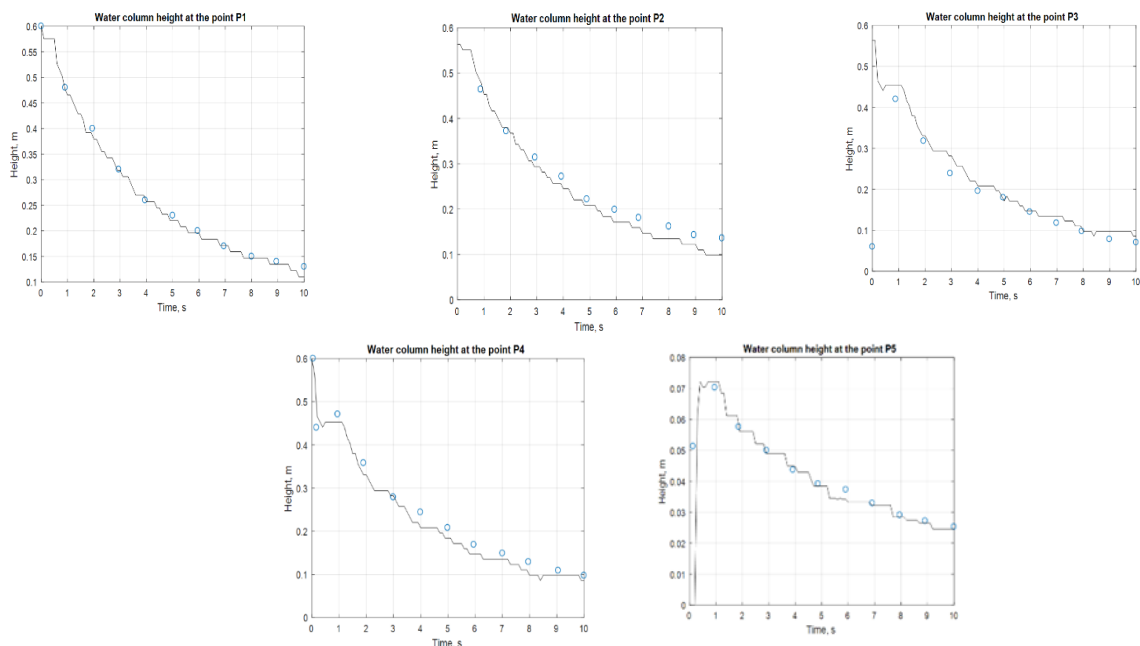 Water column height at the point P1
0.6
0.55
0.5
0.45
0.4
0.35
0.3
0.25
0.2
0.15
0.1
Height, m
0 1 2 3 4 5 6 7 8 9 10
Time, s
Water column height at the point P2
0.6
0.5
0.4
0.3
0.2
0.1
0
Height, m
0 1 2 3 4 5 6 7 8 9 10
Time, s
Water column height at the point P3
0.6
0.5
0.4
0.3
0.2
0.1
0
Height, m
0 1 2 3 4 5 6 7 8 9 10
Time, s
Water column height at the point P4
0.6
0.5
0.4
0.3
0.2
0.1
0
Height, m
0 1 2 3 4 5 6 7 8 9 10
Time, s
Water column height at the point P5
0.08
0.07
0.06
0.05
0.04
0.03
0.02
0.01
0
Height, m
0 1 2 3 4 5 6 7 8 9 10
Time, s